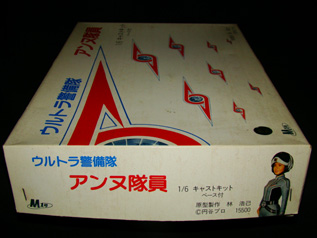 アンヌ隊員
ウルトラ警備隊
ウルトラ警備隊
アンヌ隊員
1/6 キャストキット
ベース付
原型製作 林 浩己
©円谷プロ 15500